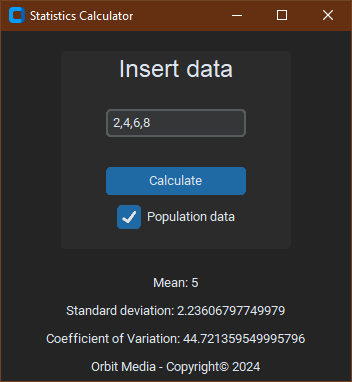 Statistics Calculator
Insert data
2,4,6,8
Calculate
Population data
Mean: 5
Standard deviation: 2.23606797749979
Coefficient of Variation: 44.721359549995796
Orbit Media - Copyright© 2024